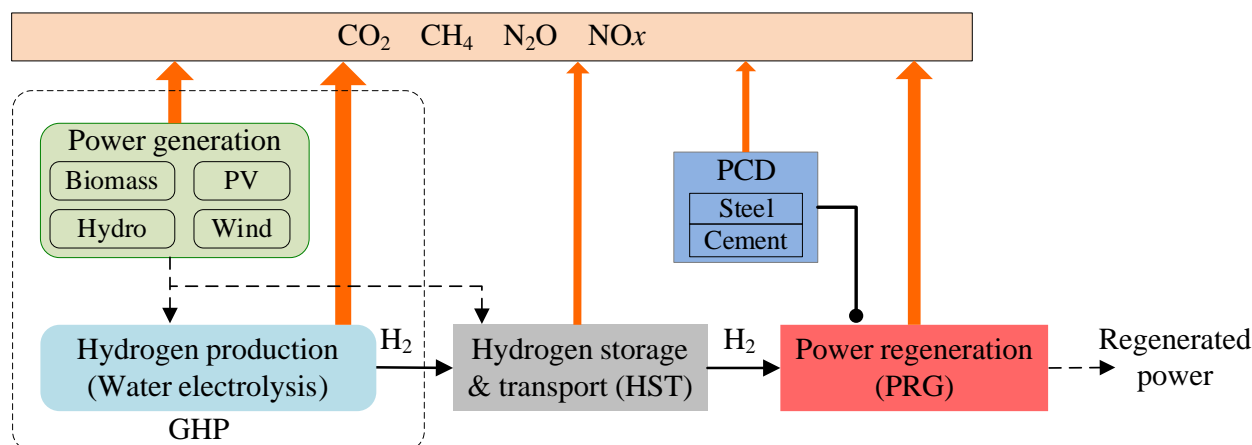 CO₂ CH₄ N₂O NOx
Power generation
Biomass
PV
Hydro
Wind
PCD
Steel
Cement
Hydrogen production
(Water electrolysis)
GHP
H₂
Hydrogen storage
& transport (HST)
H₂
Power regeneration
(PRG)
Regenerated
power